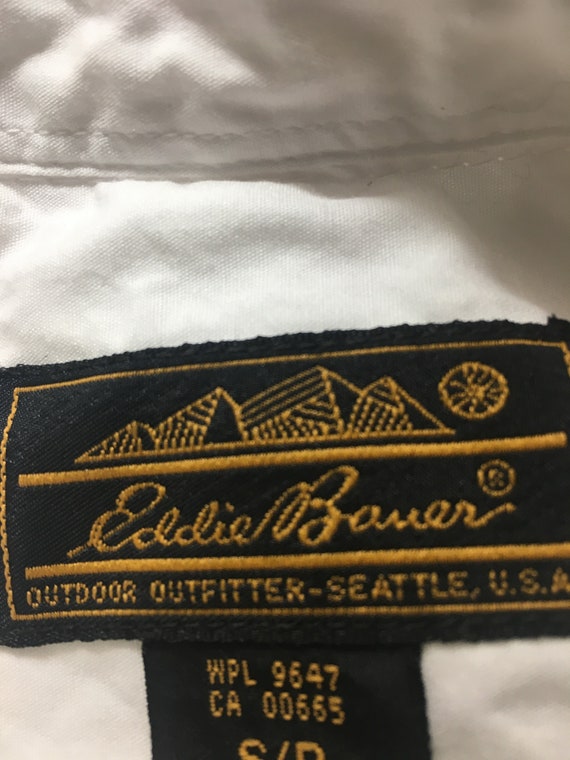 Eddie Bauer ®
OUTDOOR OUTFITTER-SEATTLE, U.S.A
WPL 9647
CA 00665
S/P